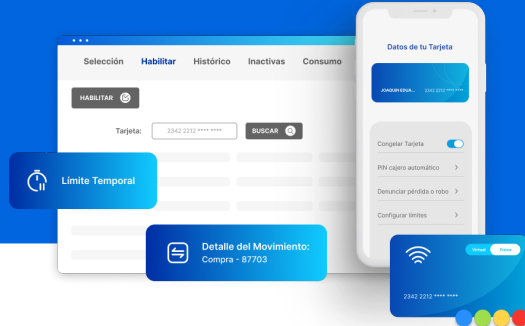 Selección Habilitar Histórico Inactivas Consumo
HABILITAR
Tarjeta: 2342 2212 **** **** BUSCAR
Límite Temporal
Detalle del Movimiento:
Compra - 87703
Datos de tu Tarjeta
JOAQUIN EDUA... 2342 2212 **** ****
Congelar Tarjeta
PIN cajero automático
Denunciar pérdida o robo
Configurar límites
Virtual
2342 2212 **** ****